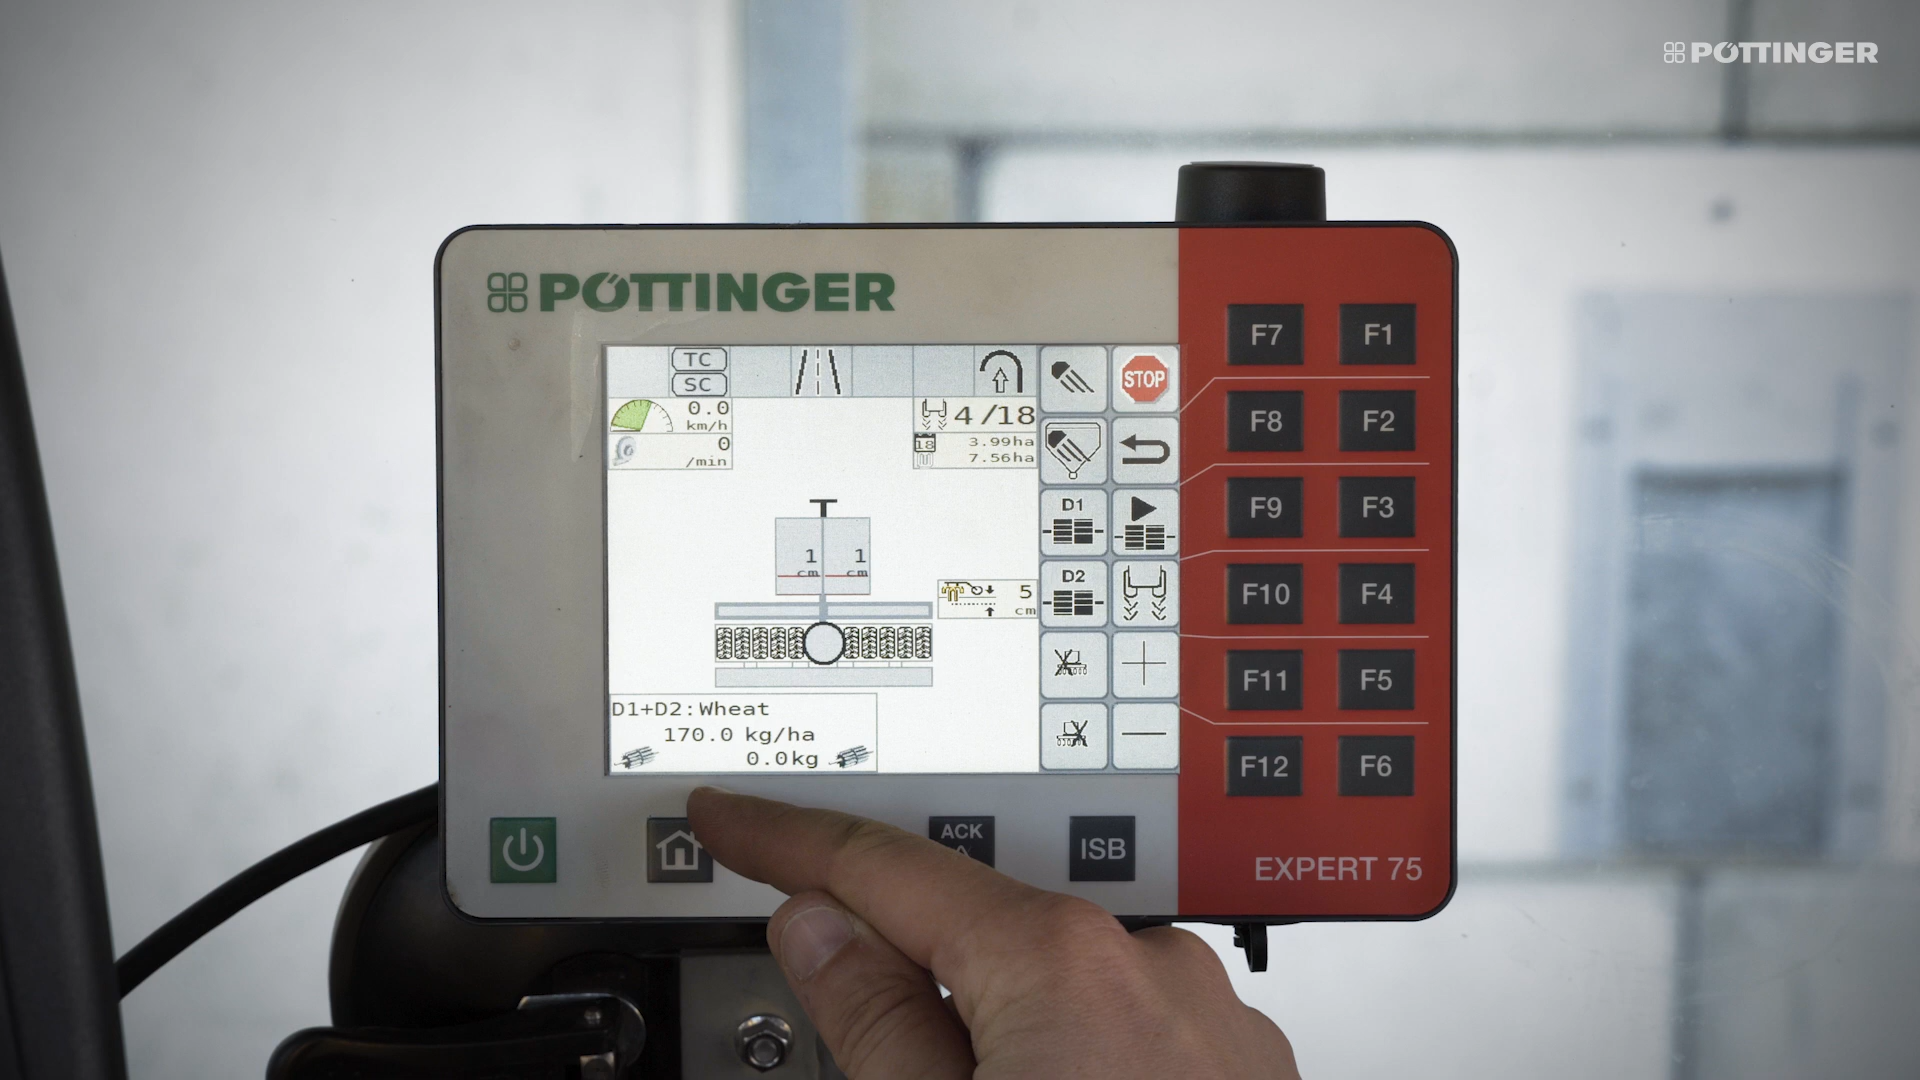 PÖTTINGER
PÖTTINGER
TC
SC
0.0
km/h
0
/min
4/18
18
3.99ha
7.56ha
STOP
D1
D2
1
cm
1
cm
5
cm
D1+D2:Wheat
170.0 kg/ha
0.0kg
F7 F1
F8 F2
F9 F3
F10 F4
F11 F5
F12 F6
ACK
ISB
EXPERT 75